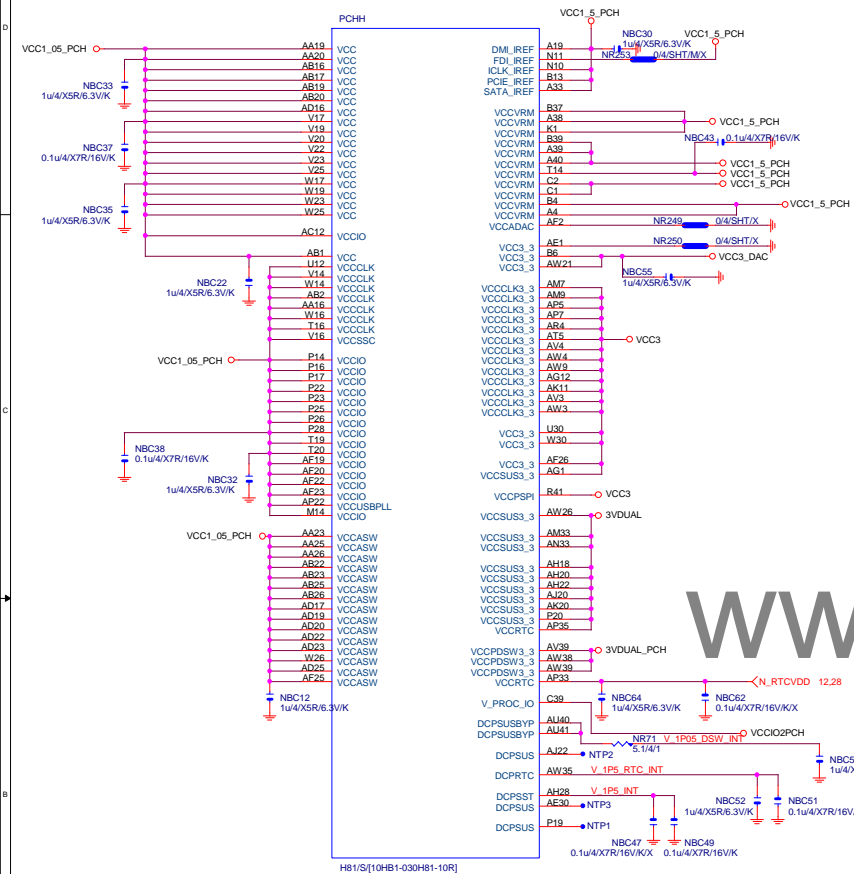 PCHH
VCC1_5_PCH
D
VCC1_05_PCH
AA19 VCC
AA20 VCC
AB16 VCC
AB17 VCC
AB19 VCC
AB20 VCC
AD16 VCC
V17 VCC
V19 VCC
V20 VCC
V22 VCC
V23 VCC
V25 VCC
W17 VCC
W19 VCC
W23 VCC
W25 VCC
AC12 VCCIO
AB1 VCC
U12 VCCCLK
V14 VCCCLK
W14 VCCCLK
AB2 VCCCLK
AA16 VCCCLK
W16 VCCCLK
T16 VCCCLK
V16 VCCSSC
NBC33
1u/4/X5R/6.3V/K
NBC37
0.1u/4/X7R/16V/K
NBC35
1u/4/X5R/6.3V/K
NBC22
1u/4/X5R/6.3V/K
VCC1_05_PCH
P14 VCCIO
P16 VCCIO
P17 VCCIO
P22 VCCIO
P23 VCCIO
P25 VCCIO
P26 VCCIO
P28 VCCIO
T19 VCCIO
T20 VCCIO
AF19 VCCIO
AF20 VCCIO
AF22 VCCIO
AF23 VCCIO
AP22 VCCUSBPLL
M14 VCCIO
C
NBC38
0.1u/4/X7R/16V/K
NBC32
1u/4/X5R/6.3V/K
VCC1_05_PCH
AA23 VCCASW
AA25 VCCASW
AA26 VCCASW
AB22 VCCASW
AB23 VCCASW
AB25 VCCASW
AB26 VCCASW
AD17 VCCASW
AD19 VCCASW
AD20 VCCASW
AD22 VCCASW
AD23 VCCASW
W26 VCCASW
AD25 VCCASW
AF25 VCCASW
NBC12
1u/4/X5R/6.3V/K
B
DMI_IREF A19
FDI_IREF N11
ICLK_IREF N10
PCIE_IREF B13
SATA_IREF A33
NBC30
1u/4/X5R/6.3V/K
VCC1_5_PCH
NR253 0/4/SHT/M/X
VCCVRM B37
VCCVRM A38
VCCVRM K1
VCCVRM B39
VCCVRM A39
VCCVRM A40
VCCVRM T14
VCCVRM C2
VCCVRM C1
VCCVRM B4
VCCVRM A4
VCCADAC AF2
VCC1_5_PCH
NBC43 0.1u/4/X7R/16V/K
VCC1_5_PCH
VCC1_5_PCH
VCC1_5_PCH
VCC1_5_PCH
NR249 0/4/SHT/X
VCC3_3 AE1
VCC3_3 B6
VCC3_3 AW21
NR250 0/4/SHT/X
VCC3_DAC
NBC55
1u/4/X5R/6.3V/K
VCCCLK3_3 AM7
VCCCLK3_3 AM9
VCCCLK3_3 AP5
VCCCLK3_3 AP7
VCCCLK3_3 AR4
VCCCLK3_3 AT5
VCCCLK3_3 AV4
VCCCLK3_3 AW4
VCCCLK3_3 AW9
VCCCLK3_3 AG12
VCCCLK3_3 AK11
VCCCLK3_3 AV3
VCCCLK3_3 AW3
VCC3
VCC3_3 U30
VCC3_3 W30
VCC3_3 AF26
VCCSUS3_3 AG1
VCCPSPI R41 VCC3
VCCSUS3_3 AW26 3VDUAL
VCCSUS3_3 AM33
VCCSUS3_3 AN33
VCCSUS3_3 AH18
VCCSUS3_3 AH20
VCCSUS3_3 AH22
VCCSUS3_3 AJ20
VCCSUS3_3 AK20
VCCSUS3_3 P20
VCCRTC AP35
VCCPDSW3_3 AV39 3VDUAL_PCH
VCCPDSW3_3 AW38
VCCPDSW3_3 AW39
VCCRTC AP33 N_RTCVDD 12,28
NBC64
1u/4/X5R/6.3V/K
NBC62
0.1u/4/X7R/16V/K/X
V_PROC_IO C39
VCCIO2PCH
DCPSUSBYP AU40
DCPSUSBYP AU41
NR71 V_1P05_DSW_INT
5.1/4/1
DCPSUS AJ22 NTP2
DCPRTC AW35 V_1P5_RTC_INT
DCPSST AH28 V_1P5_INT
DCPSUS AE30 NTP3
DCPSUS P19 NTP1
NBC5
1u/4/X
NBC52
1u/4/X5R/6.3V/K
NBC51
0.1u/4/X7R/16V/
NBC47
0.1u/4/X7R/16V/K/X
NBC49
0.1u/4/X7R/16V/K
H81/S/[10HB1-030H81-10R]
WW